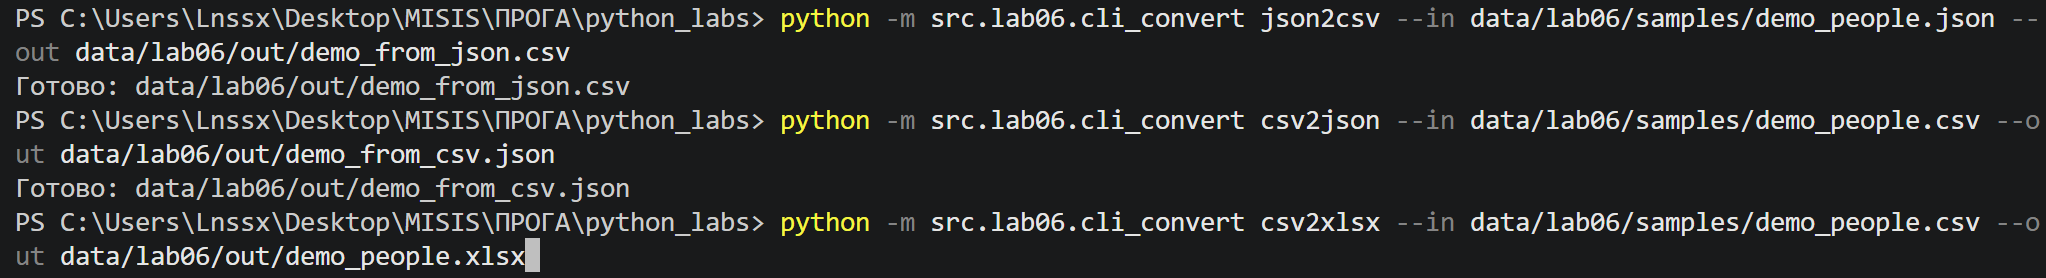 PS C:\Users\Lnssx\Desktop\MISIS\ПРОГА\python_labs> python -m src.lab06.cli_convert json2csv --in data/lab06/samples/demo_people.json --
out data/lab06/out/demo_from_json.csv
Готово: data/lab06/out/demo_from_json.csv
PS C:\Users\Lnssx\Desktop\MISIS\ПРОГА\python_labs> python -m src.lab06.cli_convert csv2json --in data/lab06/samples/demo_people.csv --o
ut data/lab06/out/demo_from_csv.json
Готово: data/lab06/out/demo_from_csv.json
PS C:\Users\Lnssx\Desktop\MISIS\ПРОГА\python_labs> python -m src.lab06.cli_convert csv2xlsx --in data/lab06/samples/demo_people.csv --o
ut data/lab06/out/demo_people.xlsx